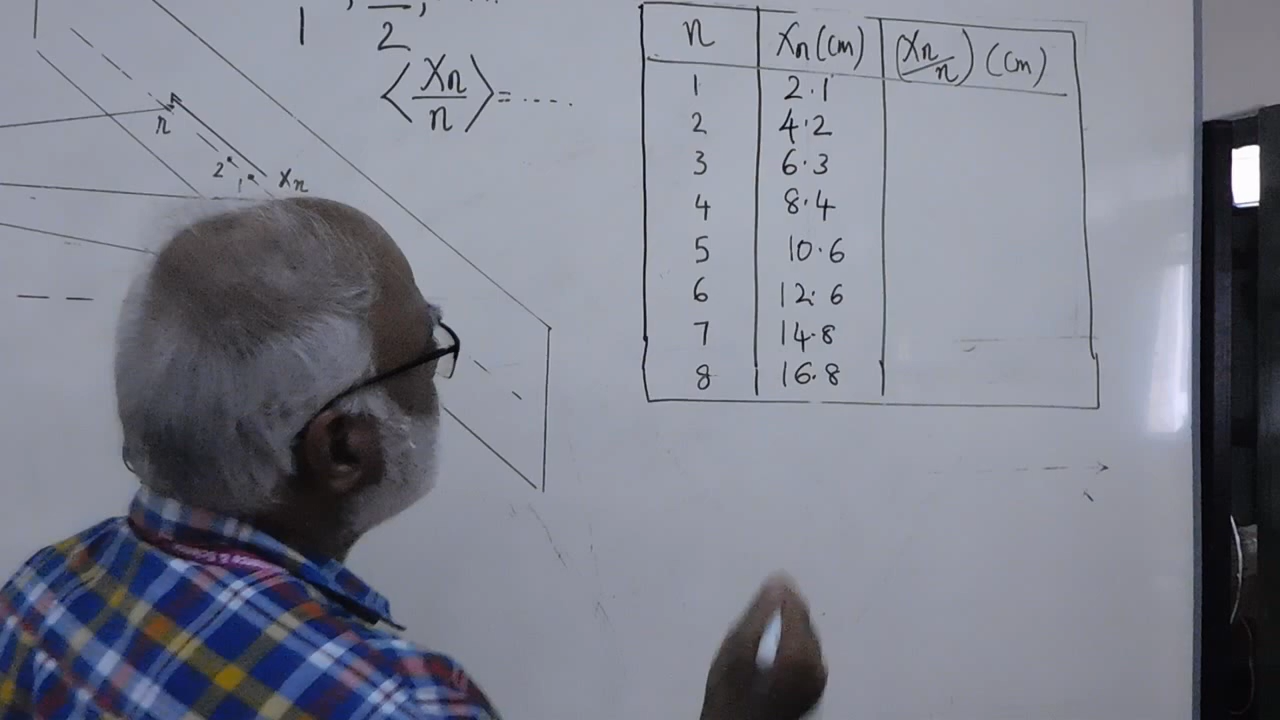 1 , 2 , ....
⟨Xn/n⟩ = ....
n
2 1 Xn
n Xn (cm) (Xn/n) (cm)
1 2.1
2 4.2
3 6.3
4 8.4
5 10.6
6 12.6
7 14.8
8 16.8